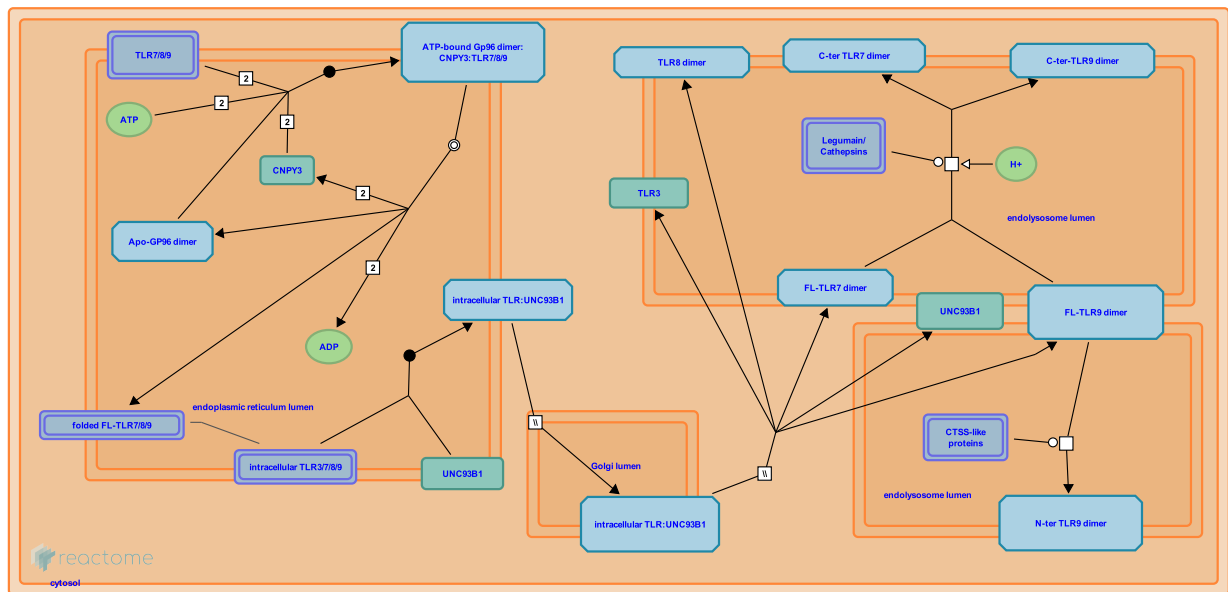 TLR7/8/9
ATP-bound Gp96 dimer:
CNPY3:TLR7/8/9
TLR8 dimer
C-ter TLR7 dimer
C-ter-TLR9 dimer
2
2
ATP
2
Legumain/
Cathepsins
H+
CNPY3
2
TLR3
endolysosome lumen
Apo-GP96 dimer
2
FL-TLR7 dimer
intracellular TLR:UNC93B1
UNC93B1
FL-TLR9 dimer
ADP
endoplasmic reticulum lumen
folded FL-TLR7/8/9
\\
CTSS-like
proteins
intracellular TLR3/7/8/9
UNC93B1
Golgi lumen
\\
endolysosome lumen
intracellular TLR:UNC93B1
N-ter TLR9 dimer
reactome
cytosol